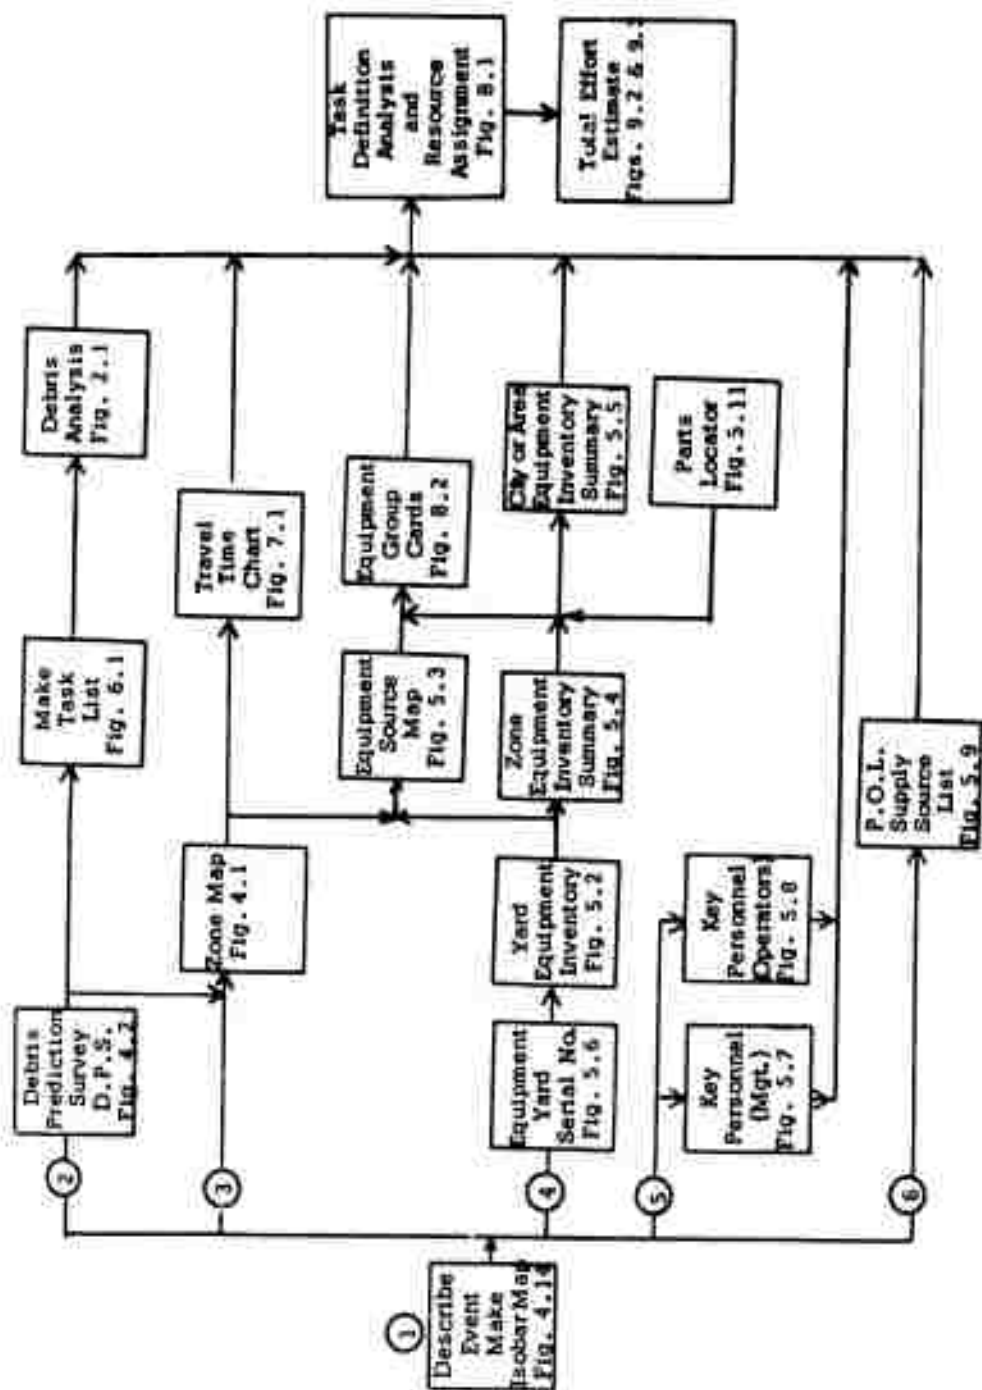 1
Describe
Event
Make
Isobar Map
Fig. 4.14
2
Debris
Prediction
Survey
D.P.S.
Fig. 4.2
Make
Task
List
Fig. 6.1
Debris
Analysis
Fig. 2.1
3
Zone Map
Fig. 4.1
Travel
Time
Chart
Fig. 7.1
Equipment
Source
Map
Fig. 5.3
Equipment
Group
Cards
Fig. 8.2
4
Equipment
Yard
Serial No.
Fig. 5.6
Yard
Equipment
Inventory
Fig. 5.2
Zone
Equipment
Inventory
Summary
Fig. 5.4
City or Area
Equipment
Inventory
Summary
Fig. 5.5
Parts
Locator
Fig. 5.11
5
Key
Personnel
(Mgt.)
Fig. 5.7
Key
Personnel
(Operators)
Fig. 5.8
6
P.O.L.
Supply
Source
List
Fig. 5.9
Task
Definition
Analysis
and
Resource
Assignment
Fig. 8.1
Total Effort
Estimate
Figs. 9.2 &